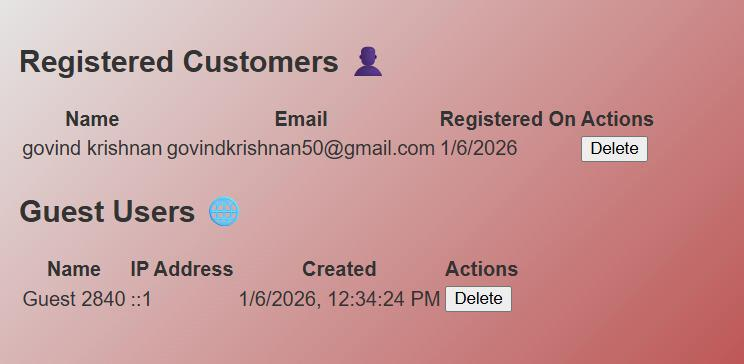 Registered Customers
Name Email Registered On Actions
govind krishnan govindkrishnan50@gmail.com 1/6/2026 Delete
Guest Users
Name IP Address Created Actions
Guest 2840 ::1 1/6/2026, 12:34:24 PM Delete